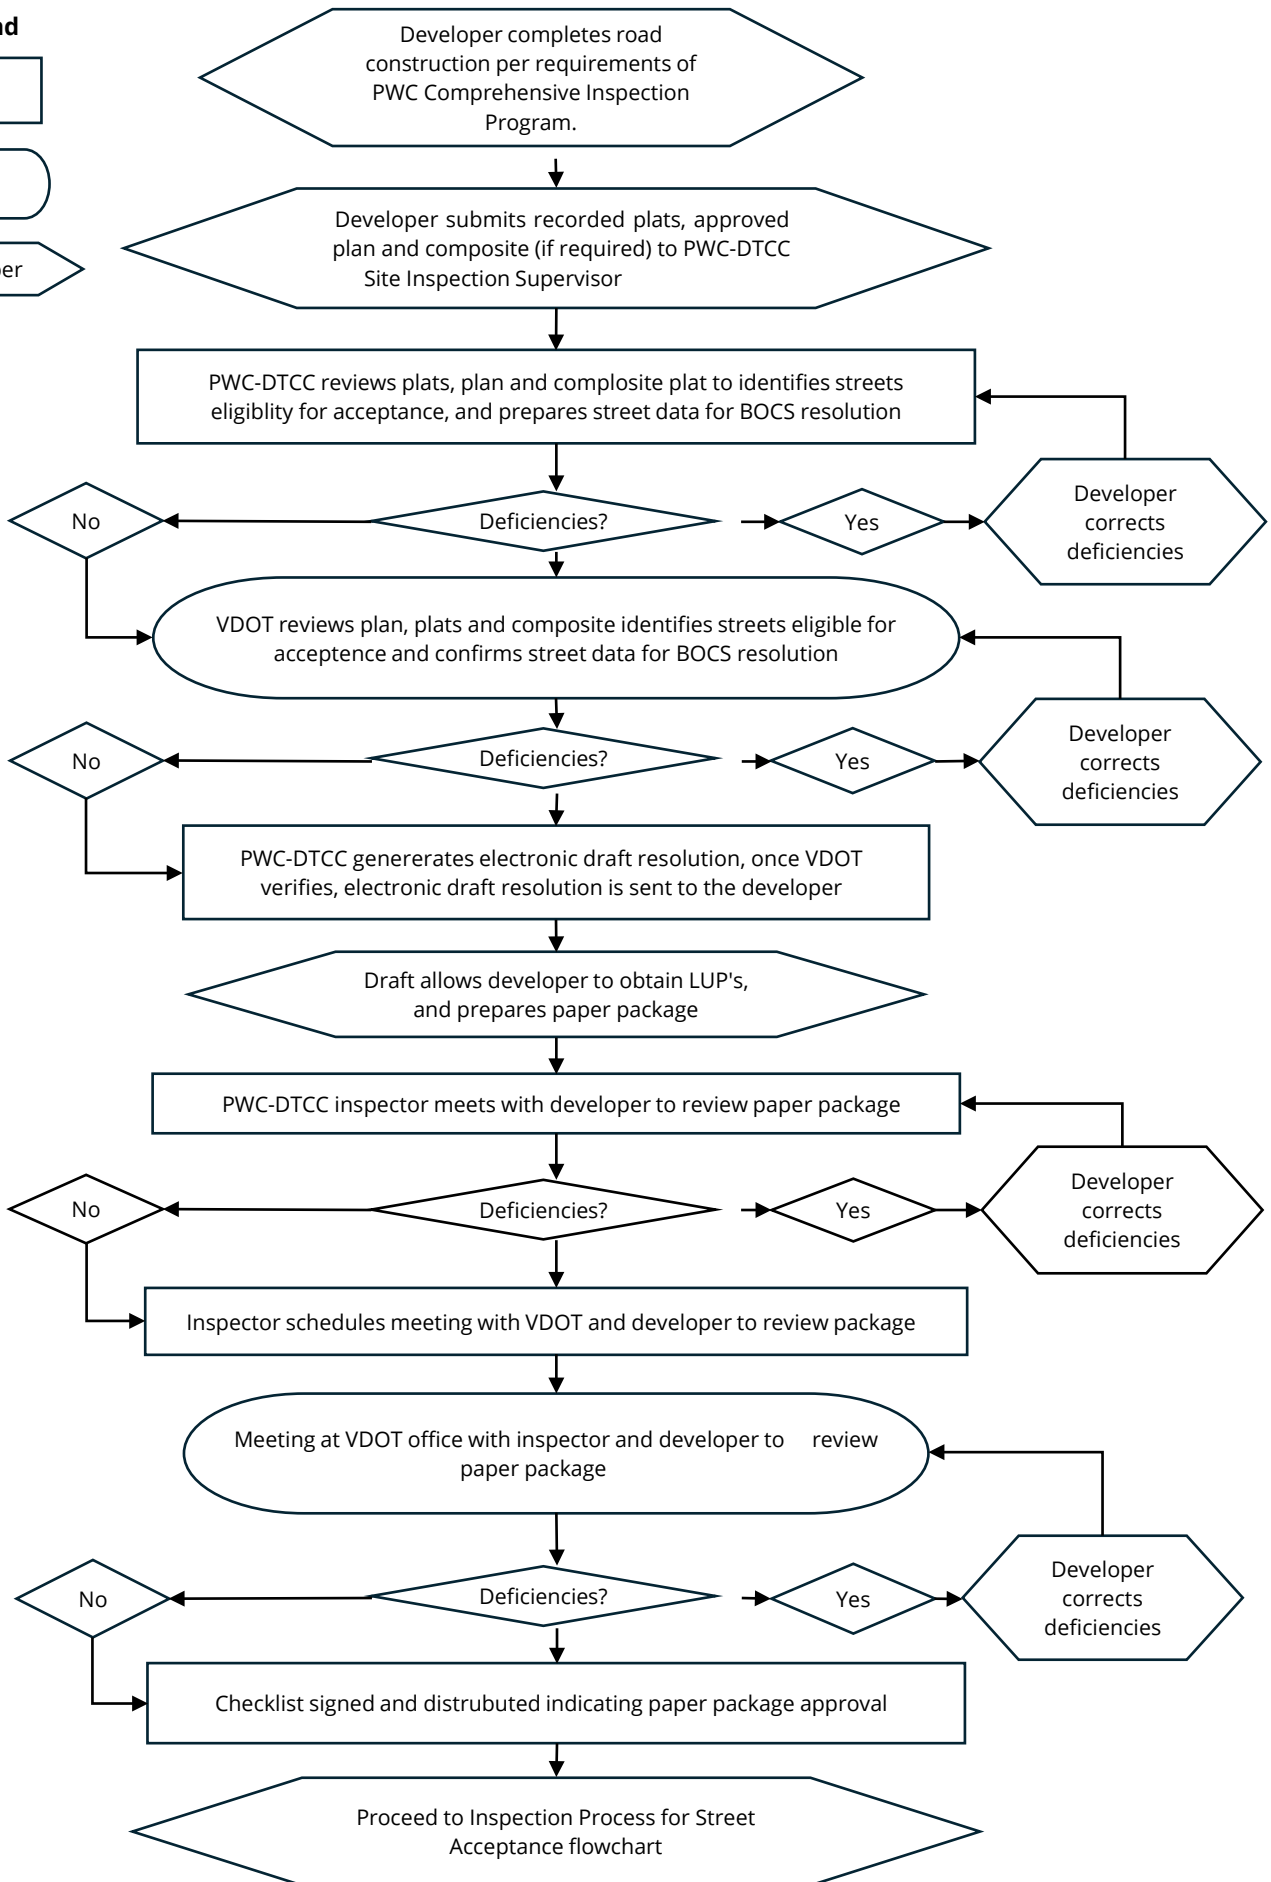 Developer completes road
construction per requirements of
PWC Comprehensive Inspection
Program.
Developer submits recorded plats, approved
plan and composite (if required) to PWC-DTCC
Site Inspection Supervisor
PWC-DTCC reviews plats, plan and complosite plat to identifies streets
eligiblity for acceptance, and prepares street data for BOCS resolution
No
Deficiencies?
Yes
Developer
corrects
deficiencies
VDOT reviews plan, plats and composite identifies streets eligible for
acceptence and confirms street data for BOCS resolution
No
Deficiencies?
Yes
Developer
corrects
deficiencies
PWC-DTCC genererates electronic draft resolution, once VDOT
verifies, electronic draft resolution is sent to the developer
Draft allows developer to obtain LUP's,
and prepares paper package
PWC-DTCC inspector meets with developer to review paper package
No
Deficiencies?
Yes
Developer
corrects
deficiencies
Inspector schedules meeting with VDOT and developer to review package
Meeting at VDOT office with inspector and developer to review
paper package
No
Deficiencies?
Yes
Developer
corrects
deficiencies
Checklist signed and distrubuted indicating paper package approval
Proceed to Inspection Process for Street
Acceptance flowchart